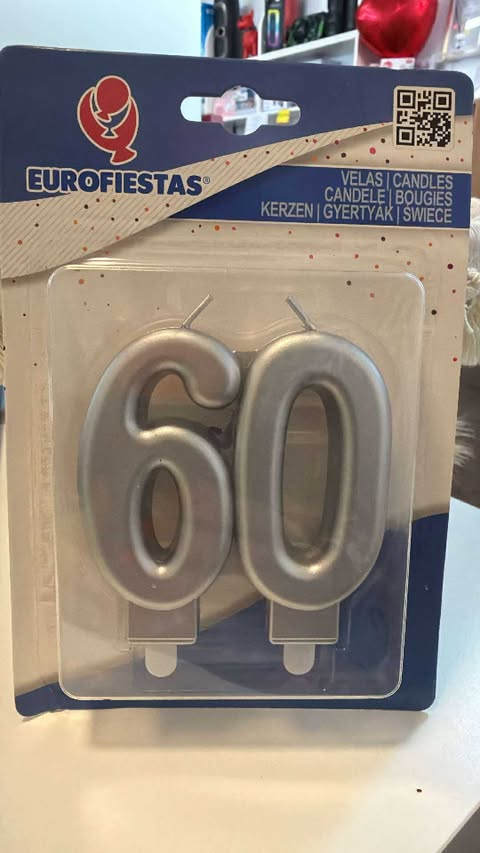 EUROFIESTAS®
VELAS | CANDLES
CANDELE | BOUGIES
KERZEN | GYERTYAK | SWIECE
60